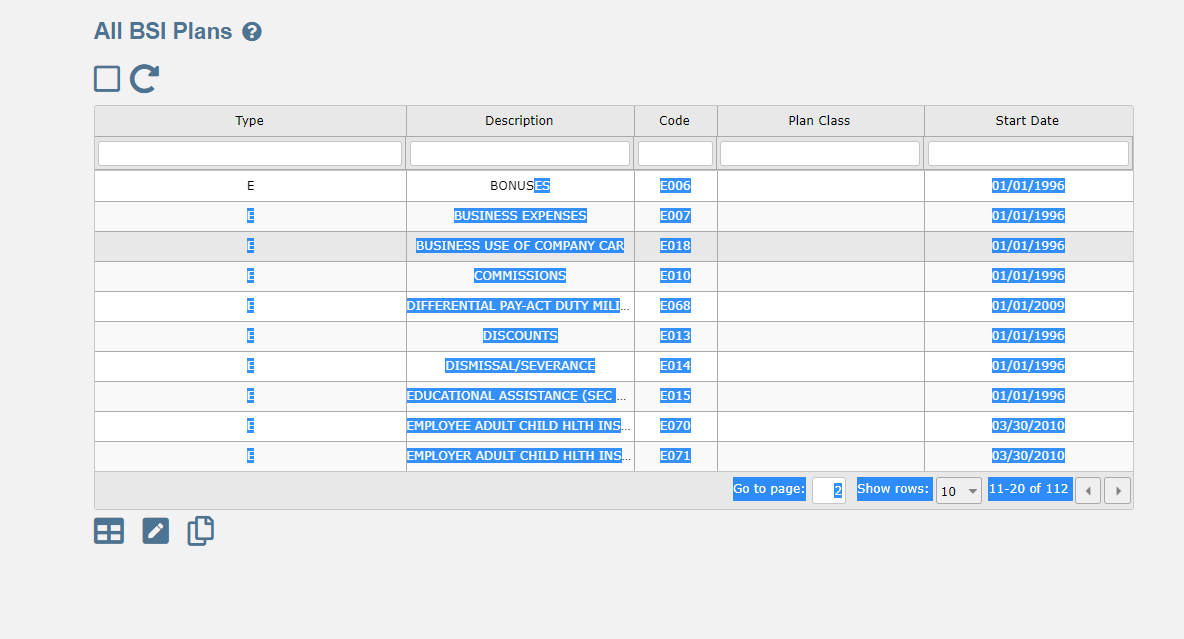 All BSI Plans ?
Type Description Code Plan Class Start Date
E BONUSES E006 01/01/1996
E BUSINESS EXPENSES E007 01/01/1996
E BUSINESS USE OF COMPANY CAR E018 01/01/1996
E COMMISSIONS E010 01/01/1996
E DIFFERENTIAL PAY-ACT DUTY MILI... E068 01/01/2009
E DISCOUNTS E013 01/01/1996
E DISMISSAL/SEVERANCE E014 01/01/1996
E EDUCATIONAL ASSISTANCE (SEC ... E015 01/01/1996
E EMPLOYEE ADULT CHILD HLTH INS... E070 03/30/2010
E EMPLOYER ADULT CHILD HLTH INS... E071 03/30/2010
Go to page: 2 Show rows: 10 11-20 of 112